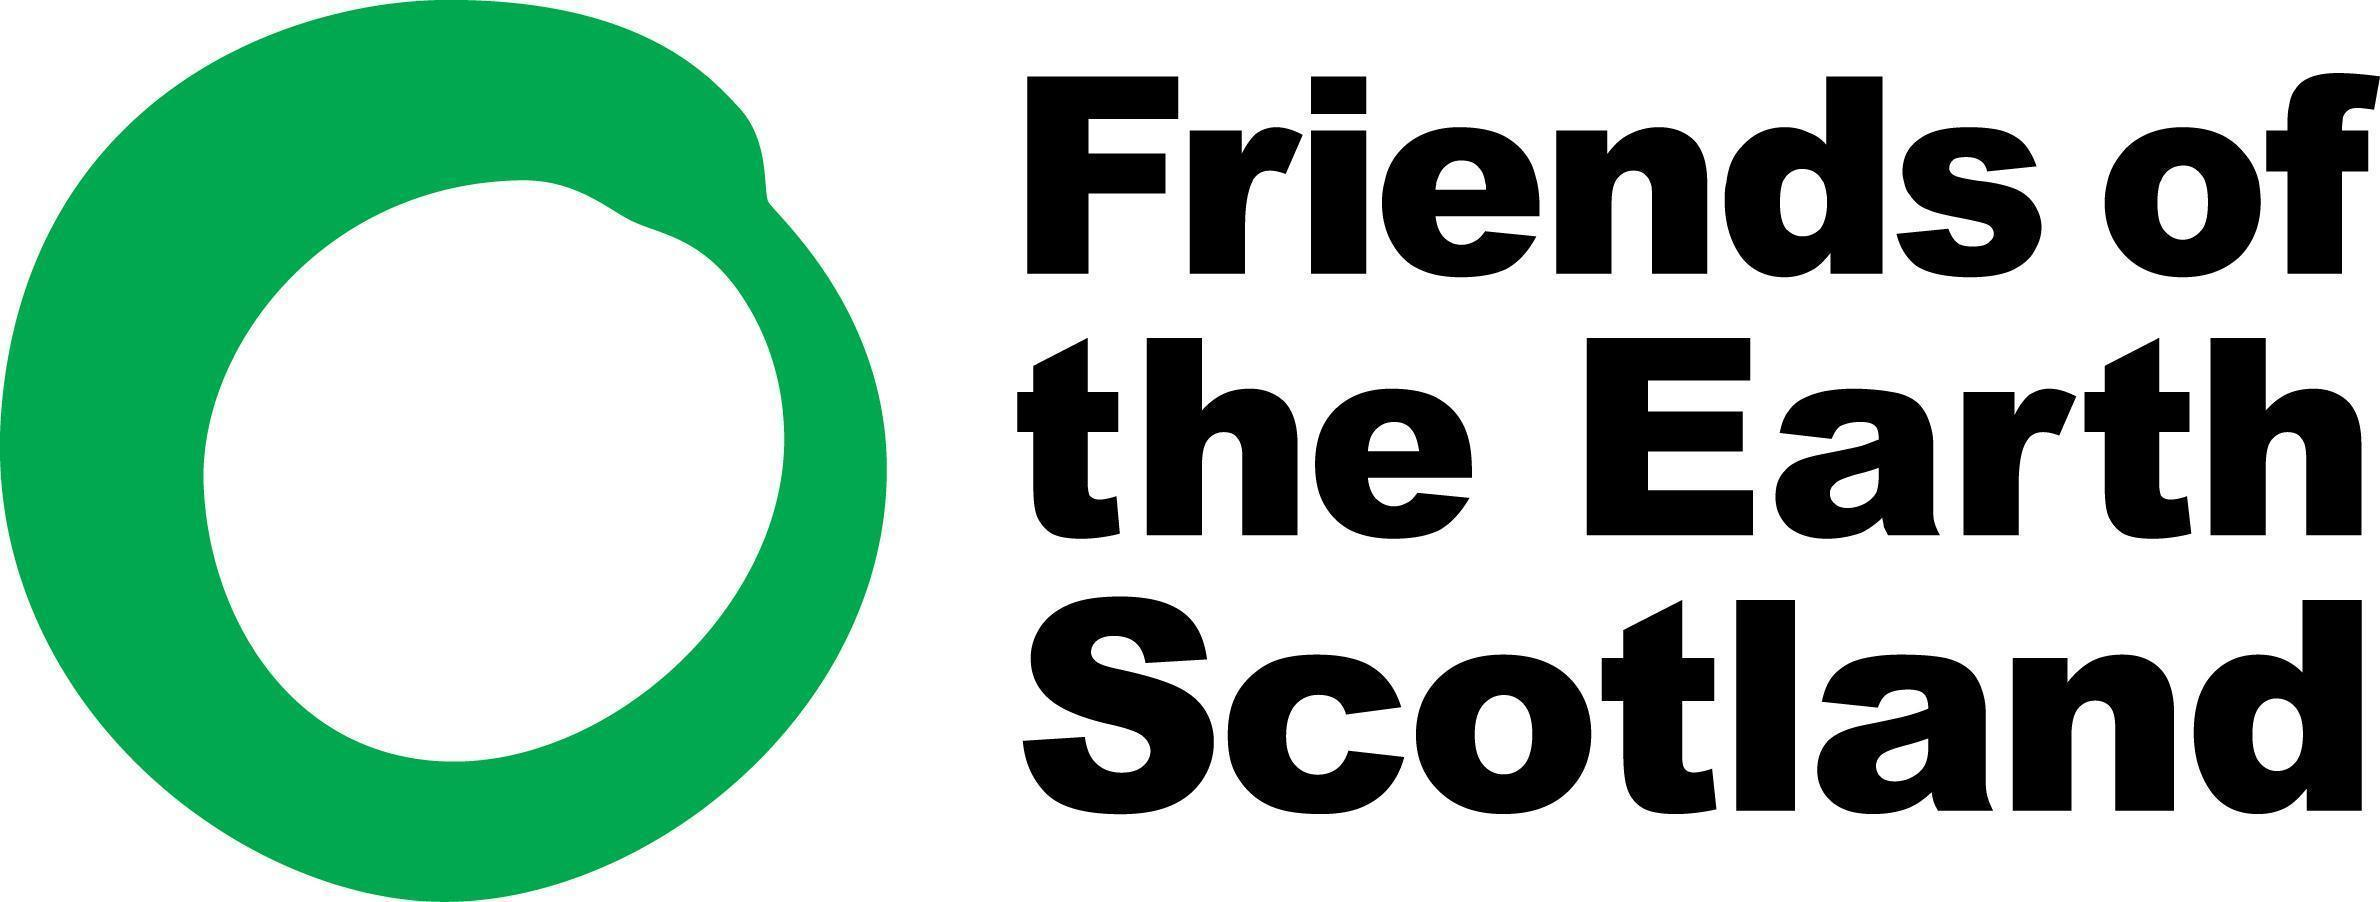 Friends of
the Earth
Scotland